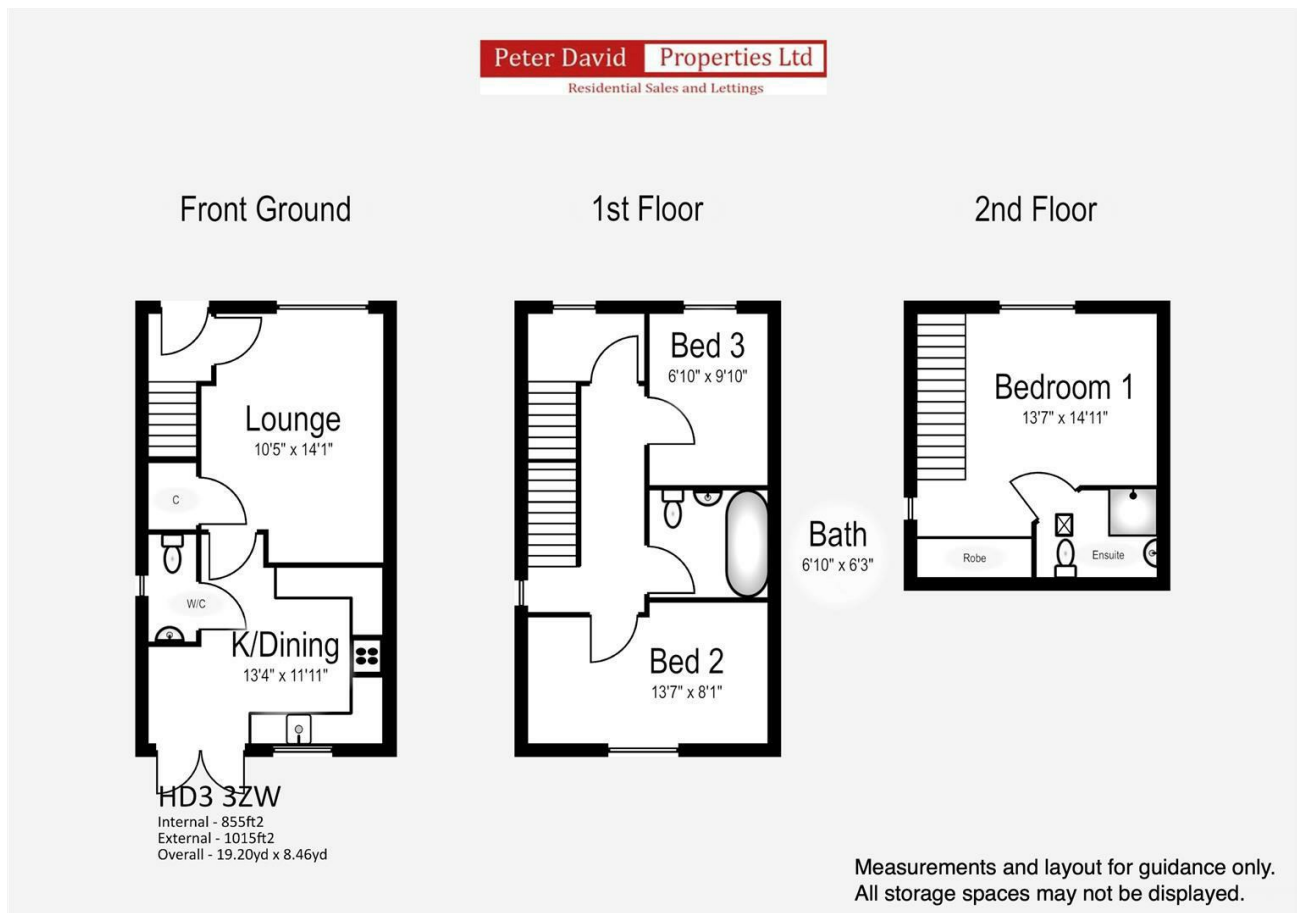 Peter David Properties Ltd
Residential Sales and Lettings
Front Ground
1st Floor
2nd Floor
Lounge
10'5" x 14'1"
C
W/C
K/Dining
13'4" x 11'11"
Bed 3
6'10" x 9'10"
Bath
6'10" x 6'3"
Bed 2
13'7" x 8'1"
Bedroom 1
13'7" x 14'11"
Robe
Ensuite
HD3 3ZW
Internal - 855ft2
External - 1015ft2
Overall - 19.20yd x 8.46yd
Measurements and layout for guidance only.
All storage spaces may not be displayed.